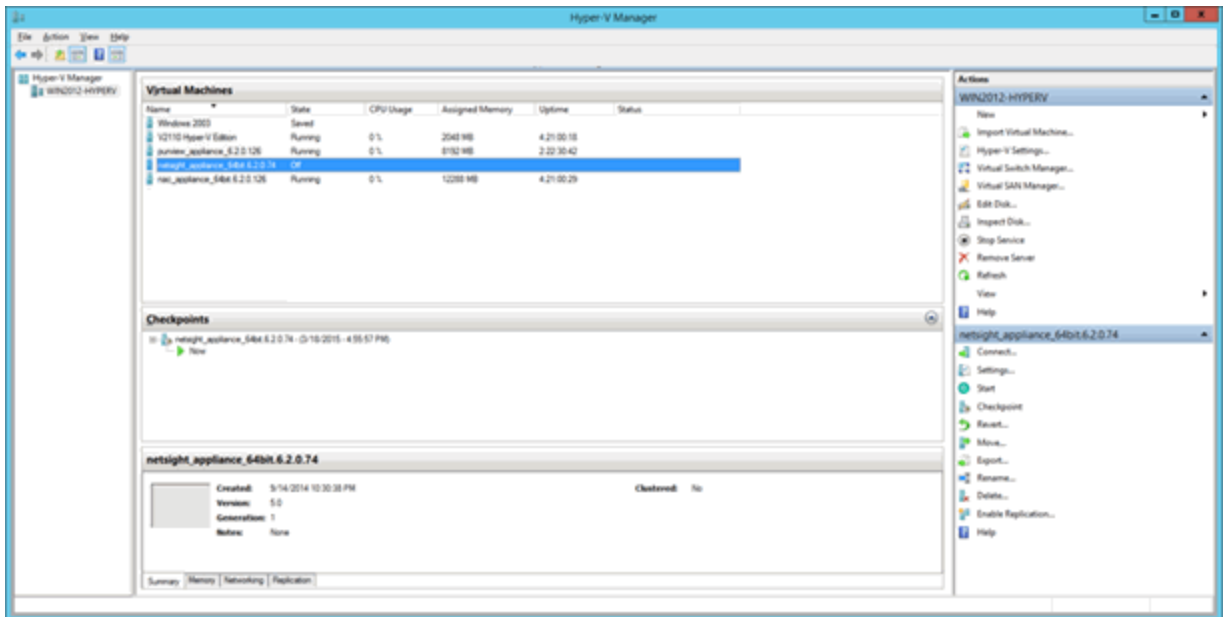 Hyper-V Manager
File Action View Help
Hyper-V Manager
WIN2012-HYPERV
Virtual Machines
Name State CPU Usage Assigned Memory Uptime Status
Windows 2003 Saved
V2110 Hyper-V Edition Running 0 % 2048 MB 4.21:00:18
purview_appliance_6.2.0.126 Running 0 % 8192 MB 2.22:30:42
netsight_appliance_64bit.6.2.0.74 Off
nac_appliance_64bit.6.2.0.126 Running 0 % 12288 MB 4.21:00:29
Checkpoints
netsight_appliance_64bit.6.2.0.74 - (3/18/2015 - 4:55:57 PM)
Now
netsight_appliance_64bit.6.2.0.74
Created: 9/14/2014 10:30:38 PM Clustered: No
Version: 5.0
Generation: 1
Notes: None
Summary Memory Networking Replication
Actions
WIN2012-HYPERV
New
Import Virtual Machine...
Hyper-V Settings...
Virtual Switch Manager...
Virtual SAN Manager...
Edit Disk...
Inspect Disk...
Stop Service
Remove Server
Refresh
View
Help
netsight_appliance_64bit.6.2.0.74
Connect...
Settings...
Start
Checkpoint
Revert...
Move...
Export...
Rename...
Delete...
Enable Replication...
Help